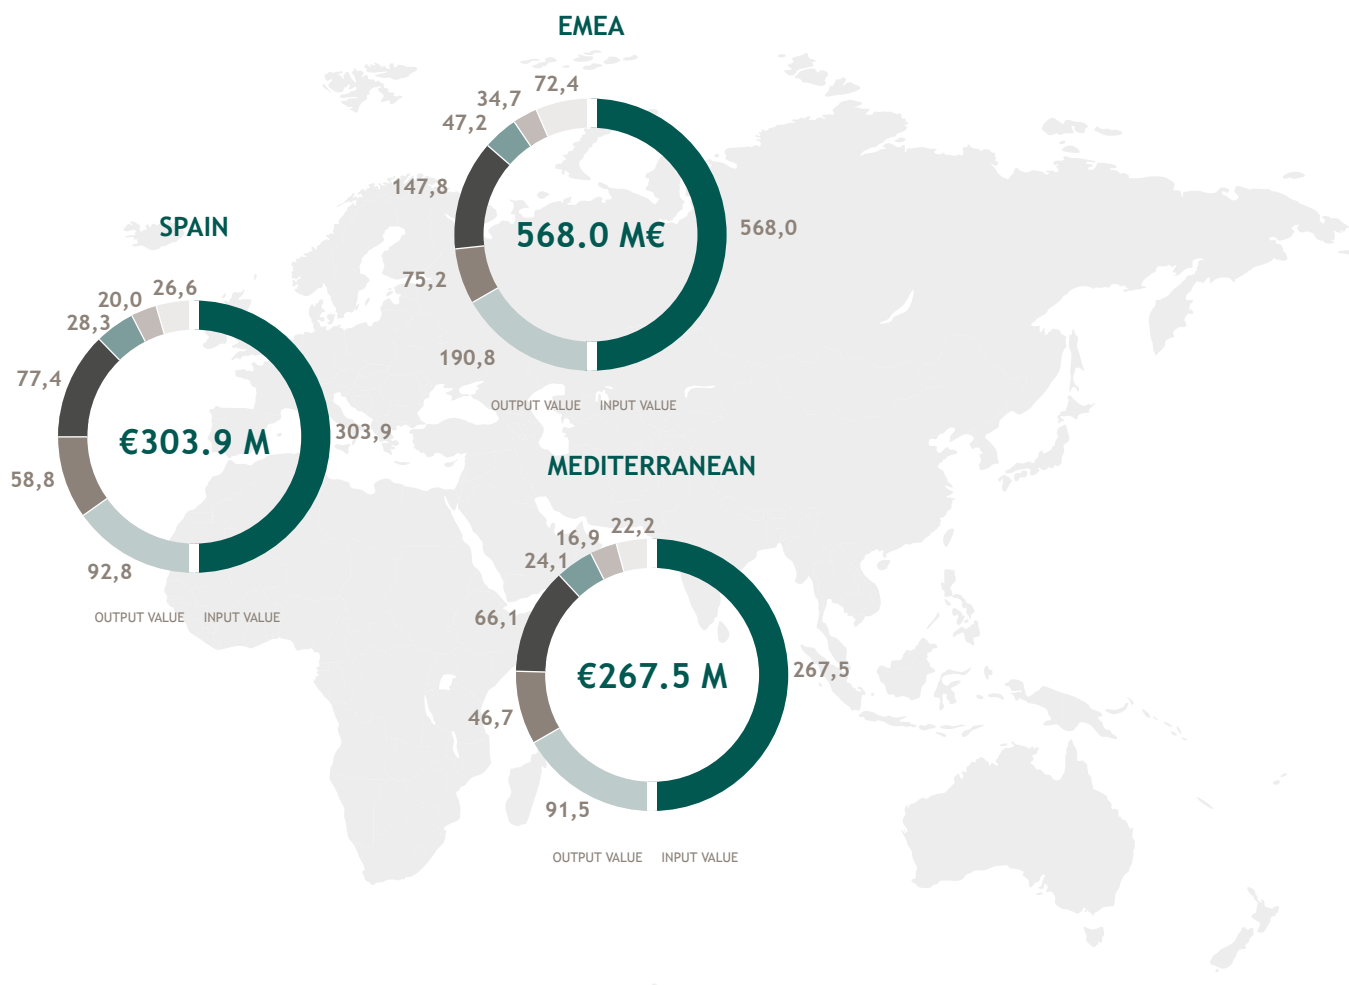 EMEA
72,4
34,7
47,2
147,8
568.0 M€
568,0
75,2
190,8
OUTPUT VALUE INPUT VALUE
SPAIN
26,6
20,0
28,3
77,4
€303.9 M
303,9
58,8
92,8
OUTPUT VALUE INPUT VALUE
MEDITERRANEAN
22,2
16,9
24,1
66,1
€267.5 M
267,5
46,7
91,5
OUTPUT VALUE INPUT VALUE